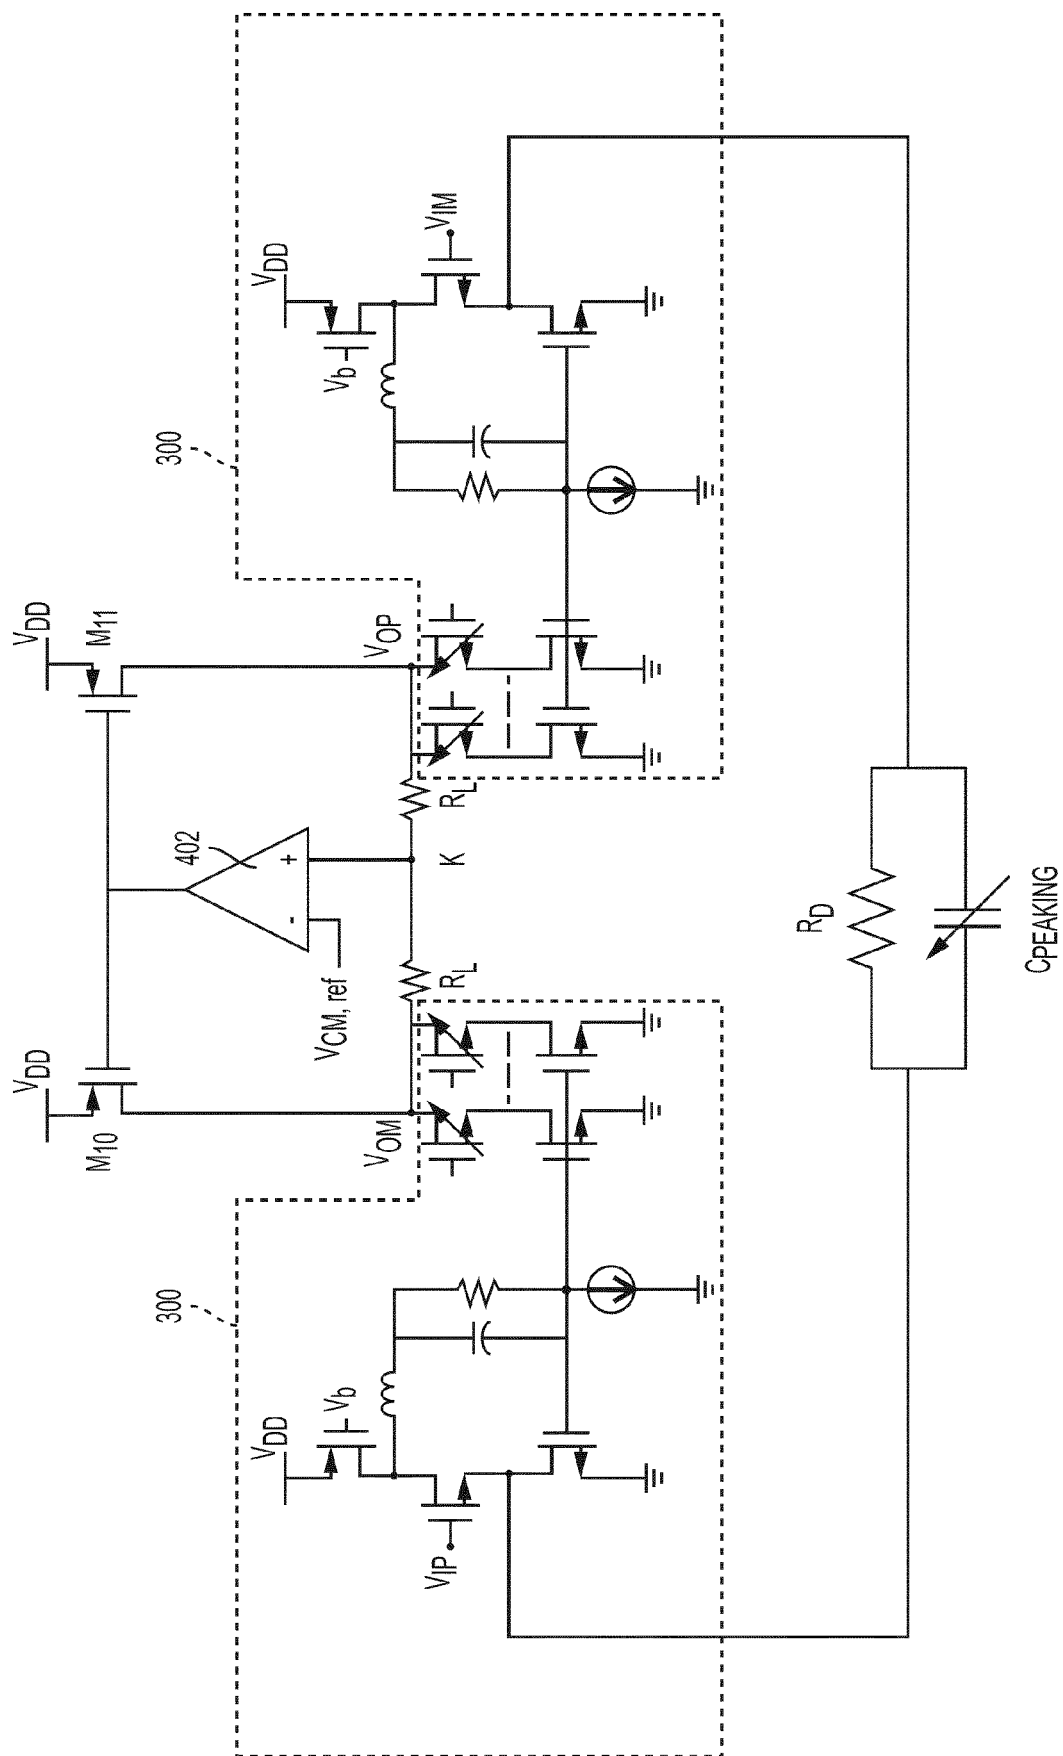 VDD
M10
VDD
M11
402
-
+
VCM, ref
K
RL
RL
VOM
VOP
300
300
VDD
Vb
VIP
VDD
Vb
VIM
RD
CPEAKING